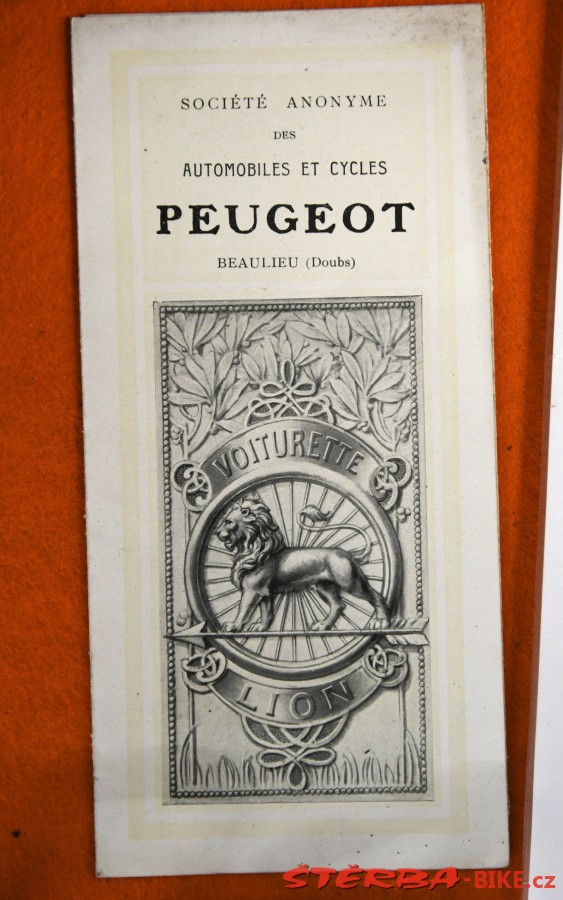 SOCIÉTÉ ANONYME
DES
AUTOMOBILES ET CYCLES
PEUGEOT
BEAULIEU (Doubs)
VOITURETTE
LION
ŠTĚRBA-BIKE.cz